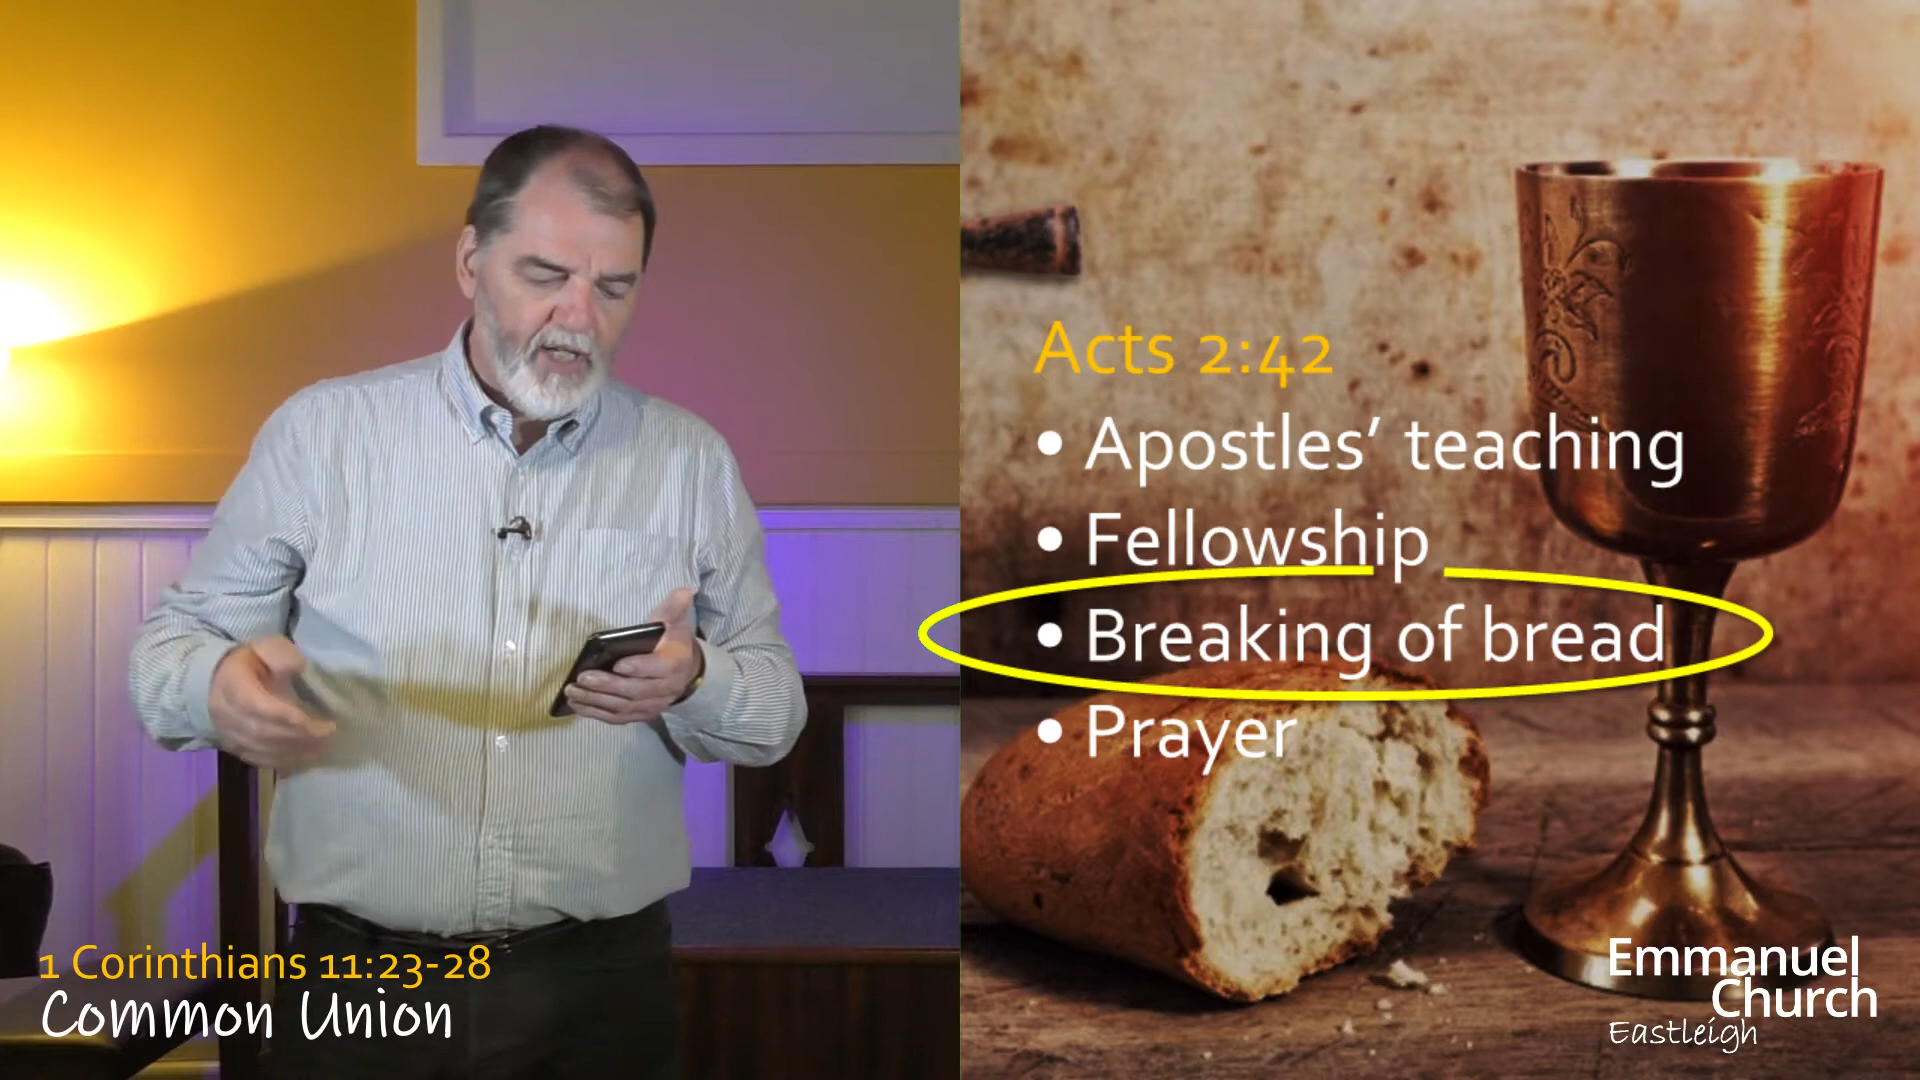 Acts 2:42
• Apostles’ teaching
• Fellowship
• Breaking of bread
• Prayer
1 Corinthians 11:23-28
Common Union
Emmanuel
Church
Eastleigh